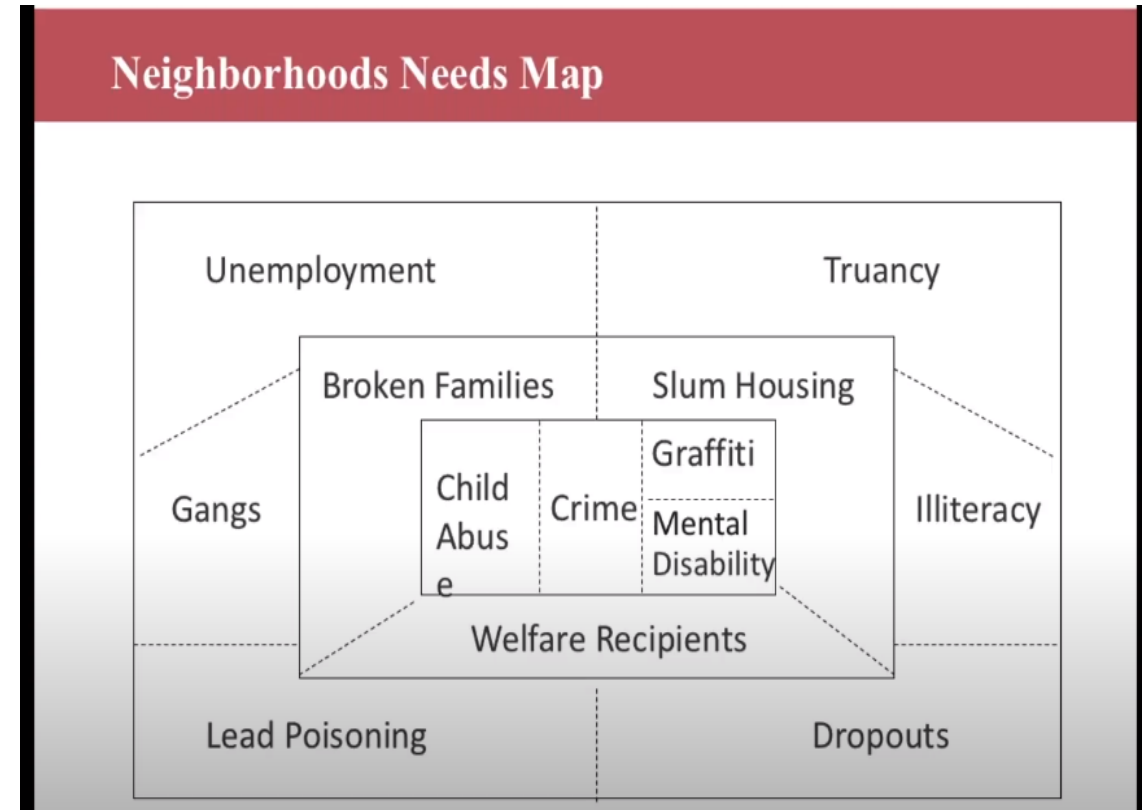 Neighborhoods Needs Map
Unemployment
Truancy
Broken Families
Slum Housing
Gangs
Child
Abus
e
Crime
Graffiti
Mental
Disability
Illiteracy
Welfare Recipients
Lead Poisoning
Dropouts